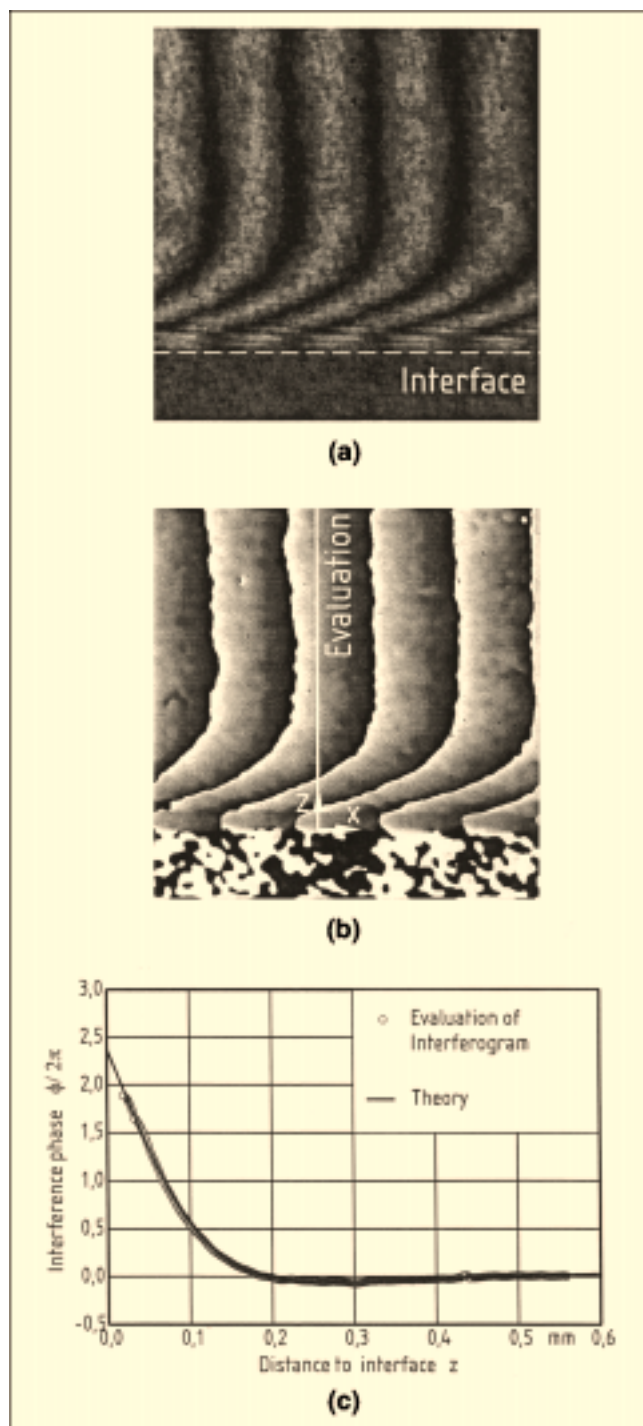 Interface
(a)
Evaluation
Z
X
(b)
3,0
2,5
2,0
1,5
1,0
0,5
0,0
-0,5
Interference phase ϕ/2π
○ Evaluation of
Interferogram
— Theory
0,0 0,1 0,2 0,3 0,4 0,5 mm 0,6
Distance to interface z
(c)